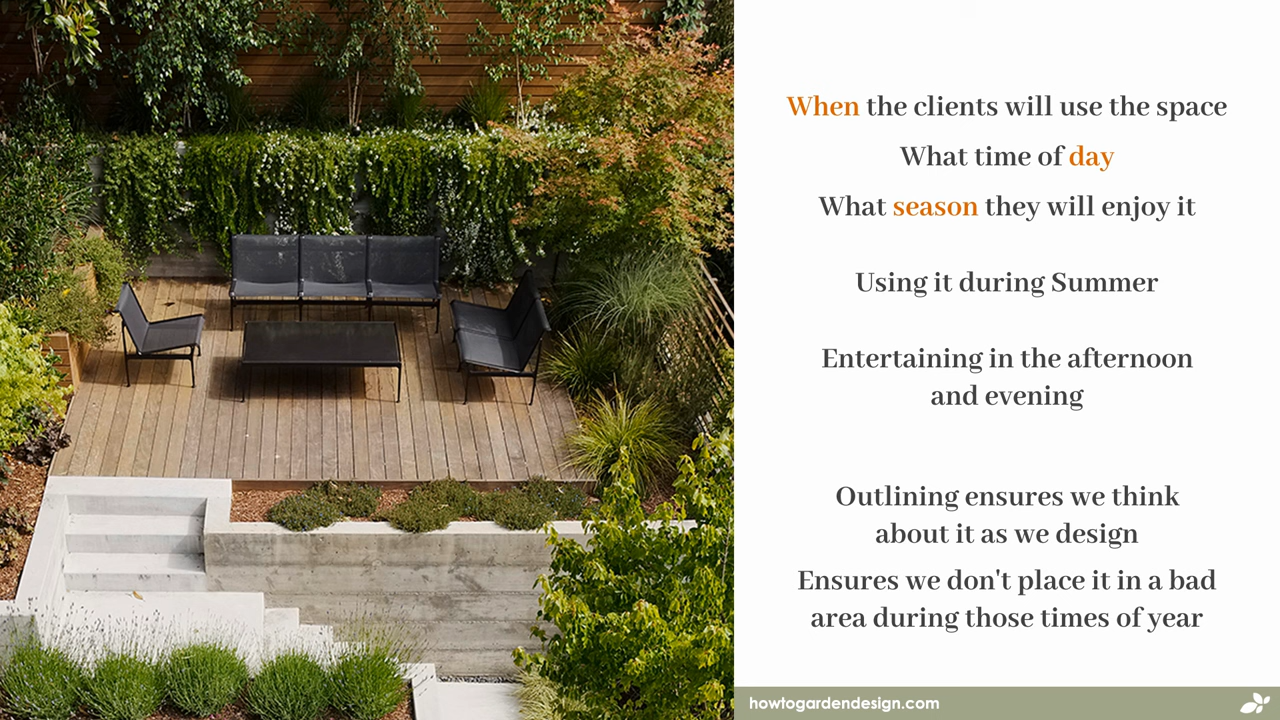 When the clients will use the space
What time of day
What season they will enjoy it
Using it during Summer
Entertaining in the afternoon
and evening
Outlining ensures we think
about it as we design
Ensures we don't place it in a bad
area during those times of year
howtogardendesign.com